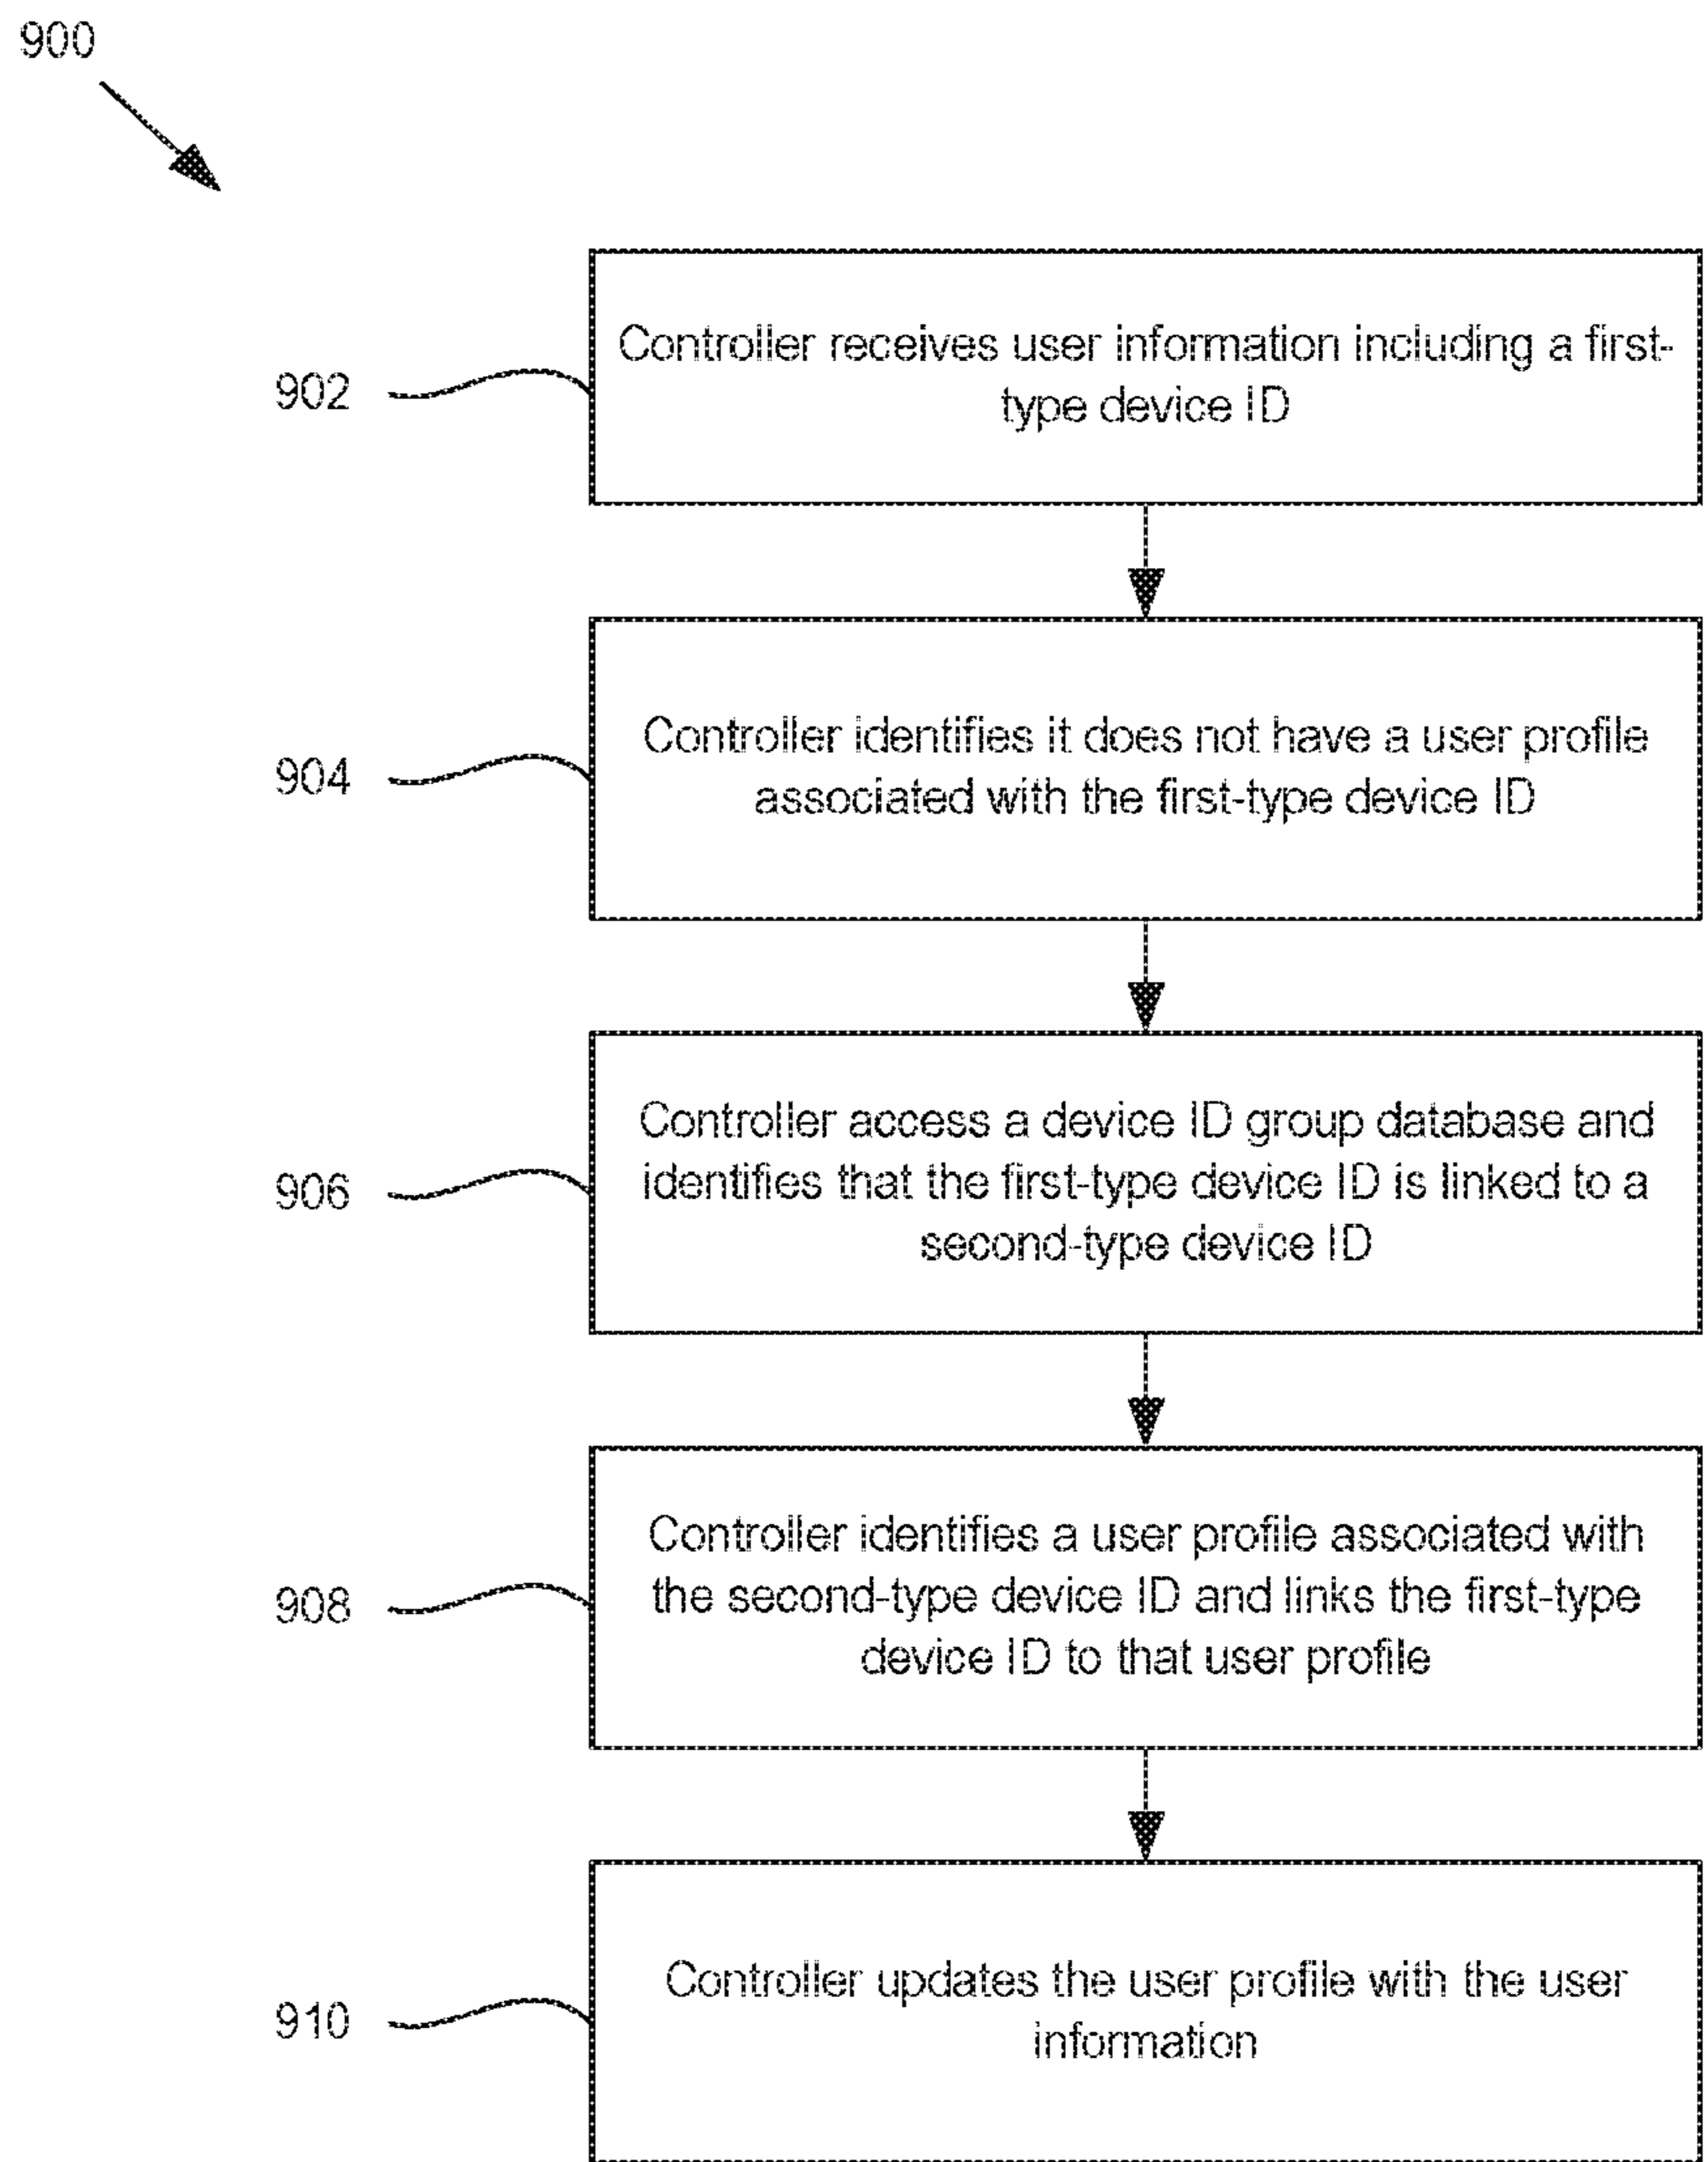 900
902
Controller receives user information including a first-
type device ID
904
Controller identifies it does not have a user profile
associated with the first-type device ID
906
Controller access a device ID group database and
identifies that the first-type device ID is linked to a
second-type device ID
908
Controller identifies a user profile associated with
the second-type device ID and links the first-type
device ID to that user profile
910
Controller updates the user profile with the user
information